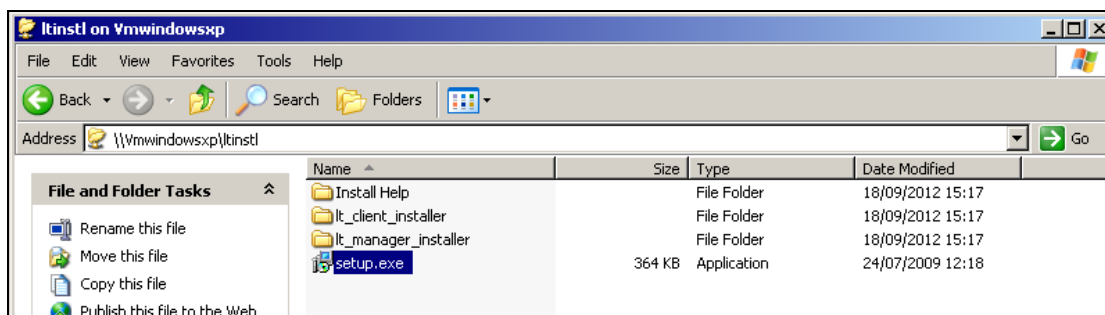 ltinstl on Vmwindowsxp
File Edit View Favorites Tools Help
Back Search Folders
Address \\Vmwindowsxp\ltinstl Go
Name Size Type Date Modified
File and Folder Tasks
Install Help File Folder 18/09/2012 15:17
lt_client_installer File Folder 18/09/2012 15:17
Rename this file
lt_manager_installer File Folder 18/09/2012 15:17
Move this file
setup.exe 364 KB Application 24/07/2009 12:18
Copy this file
Publish this file to the Web